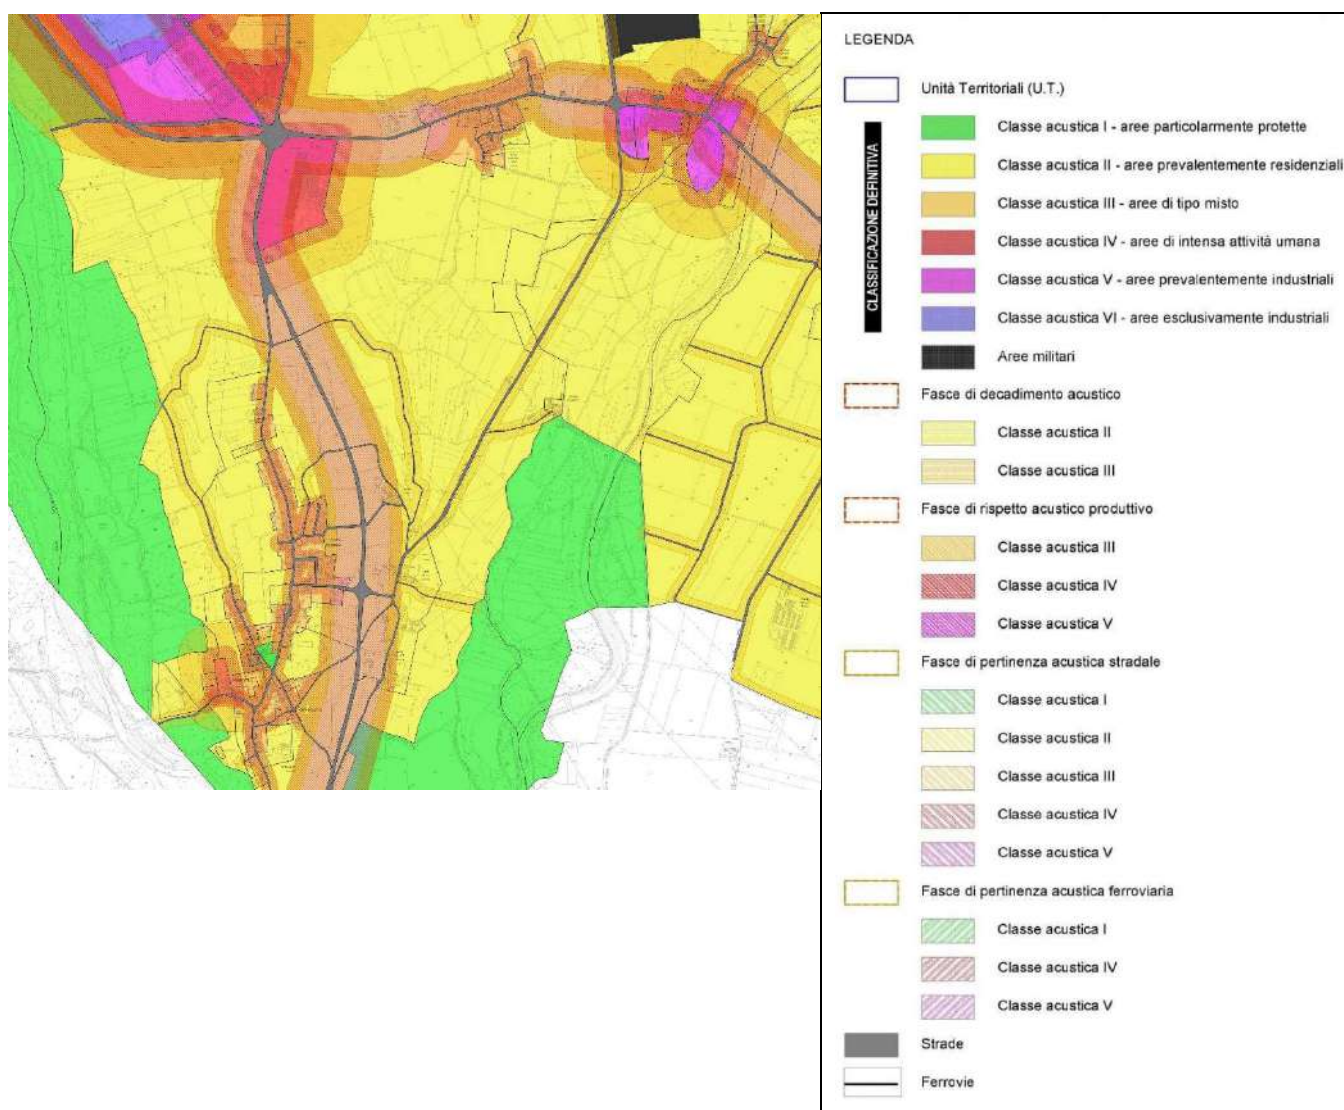 LEGENDA
Unità Territoriali (U.T.)
CLASSIFICAZIONE DEFINITIVA
Classe acustica I - aree particolarmente protette
Classe acustica II - aree prevalentemente residenziali
Classe acustica III - aree di tipo misto
Classe acustica IV - aree di intensa attività umana
Classe acustica V - aree prevalentemente industriali
Classe acustica VI - aree esclusivamente industriali
Aree militari
Fasce di decadimento acustico
Classe acustica II
Classe acustica III
Fasce di rispetto acustico produttivo
Classe acustica III
Classe acustica IV
Classe acustica V
Fasce di pertinenza acustica stradale
Classe acustica I
Classe acustica II
Classe acustica III
Classe acustica IV
Classe acustica V
Fasce di pertinenza acustica ferroviaria
Classe acustica I
Classe acustica IV
Classe acustica V
Strade
Ferrovie